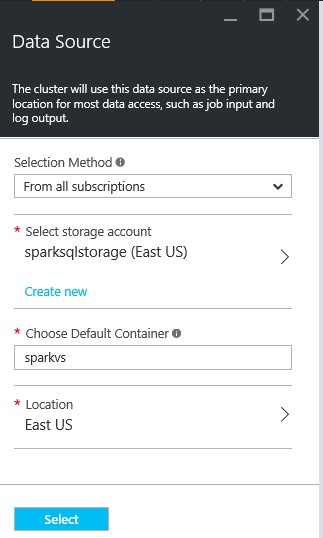 Data Source
The cluster will use this data source as the primary
location for most data access, such as job input and
log output.
Selection Method
From all subscriptions
* Select storage account
sparksqlstorage (East US)
Create new
* Choose Default Container
sparkvs
* Location
East US
Select